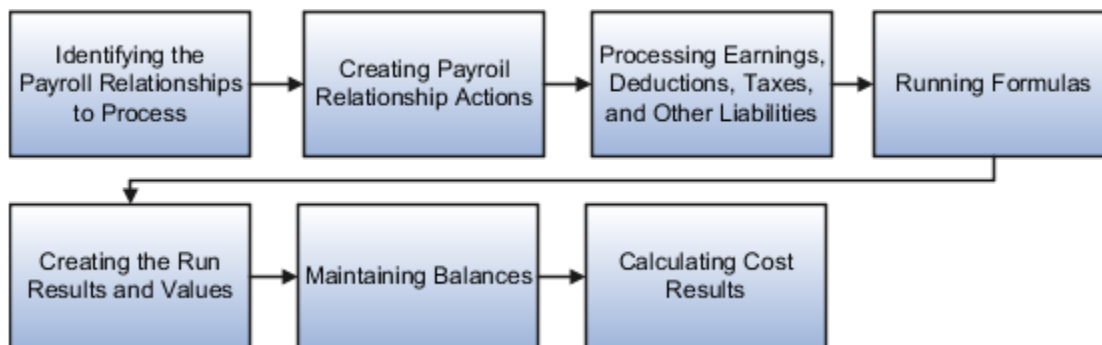 Identifying the
Payroll Relationships
to Process
Creating Payroil
Relationship Actions
Processing Earnings,
Deductions, Taxes,
and Other Liabilities
Running Formulas
Creating the Run
Results and Values
Maintaining Balances
Calculating Cost
Results